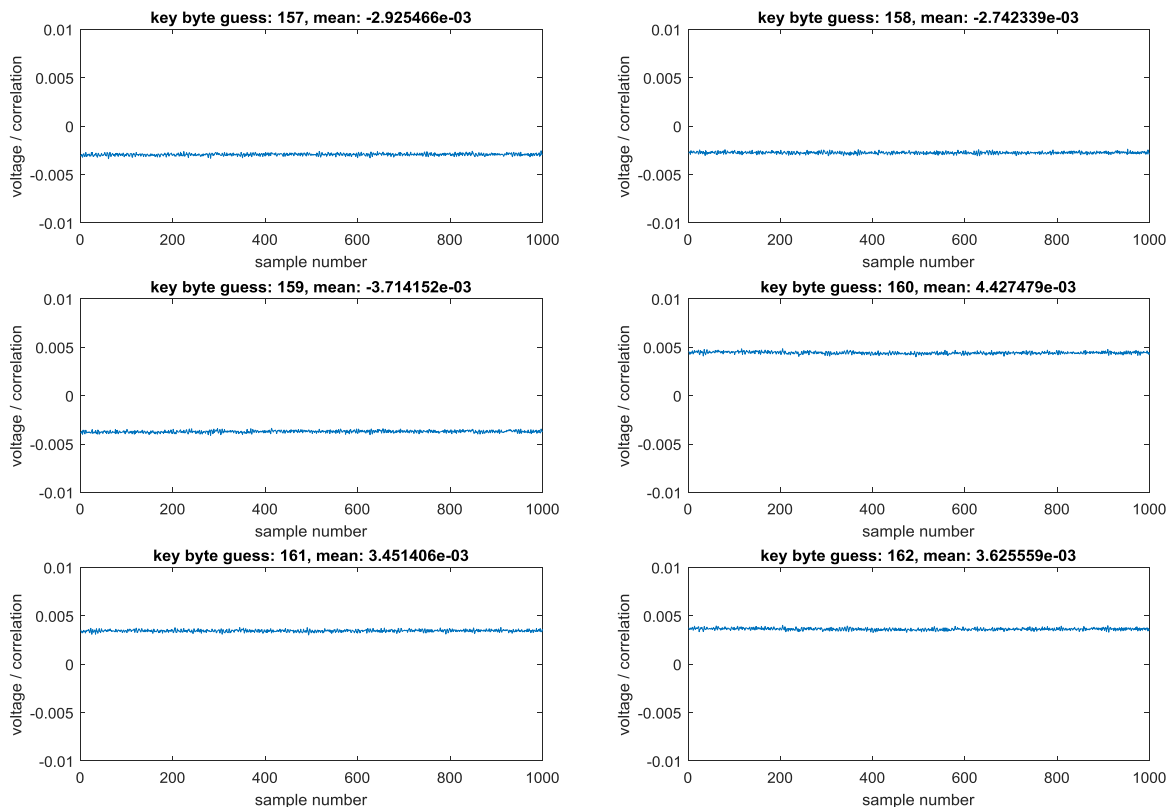 key byte guess: 157, mean: -2.925466e-03
0.01
0.005
0
-0.005
-0.01
voltage / correlation
0 200 400 600 800 1000
sample number
key byte guess: 158, mean: -2.742339e-03
0.01
0.005
0
-0.005
-0.01
voltage / correlation
0 200 400 600 800 1000
sample number
key byte guess: 159, mean: -3.714152e-03
0.01
0.005
0
-0.005
-0.01
voltage / correlation
0 200 400 600 800 1000
sample number
key byte guess: 160, mean: 4.427479e-03
0.01
0.005
0
-0.005
-0.01
voltage / correlation
0 200 400 600 800 1000
sample number
key byte guess: 161, mean: 3.451406e-03
0.01
0.005
0
-0.005
-0.01
voltage / correlation
0 200 400 600 800 1000
sample number
key byte guess: 162, mean: 3.625559e-03
0.01
0.005
0
-0.005
-0.01
voltage / correlation
0 200 400 600 800 1000
sample number